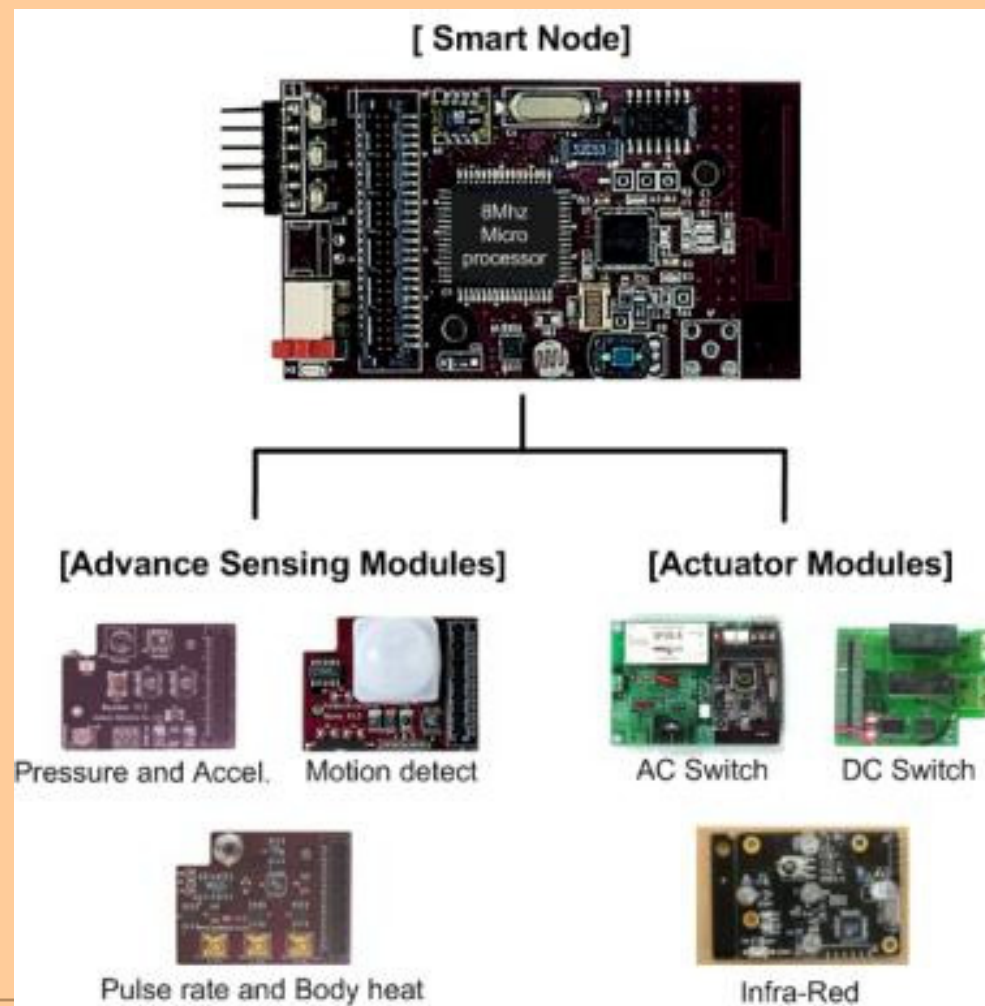 [ Smart Node]
8Mhz
Micro
processor
[Advance Sensing Modules]
[Actuator Modules]
Pressure and Accel.
Motion detect
AC Switch
DC Switch
Pulse rate and Body heat
Infra-Red